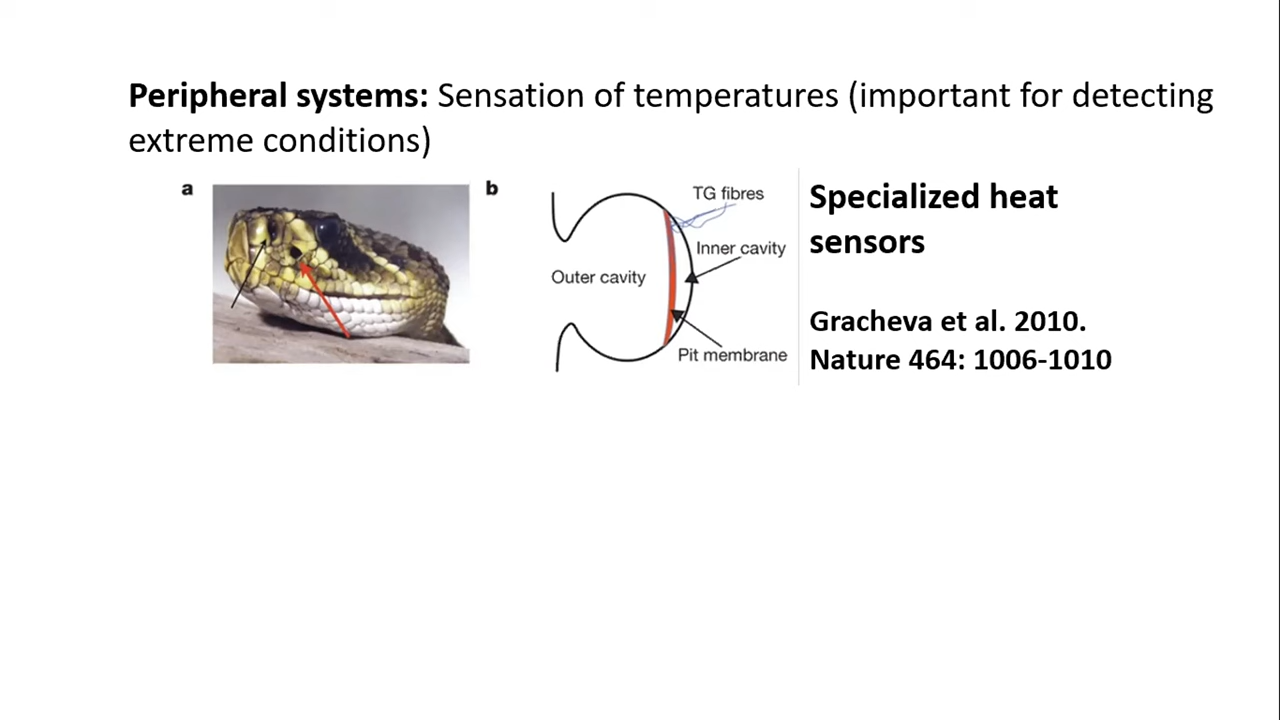 Peripheral systems: Sensation of temperatures (important for detecting
extreme conditions)
a
b
TG fibres
Inner cavity
Outer cavity
Pit membrane
Specialized heat
sensors
Gracheva et al. 2010.
Nature 464: 1006-1010